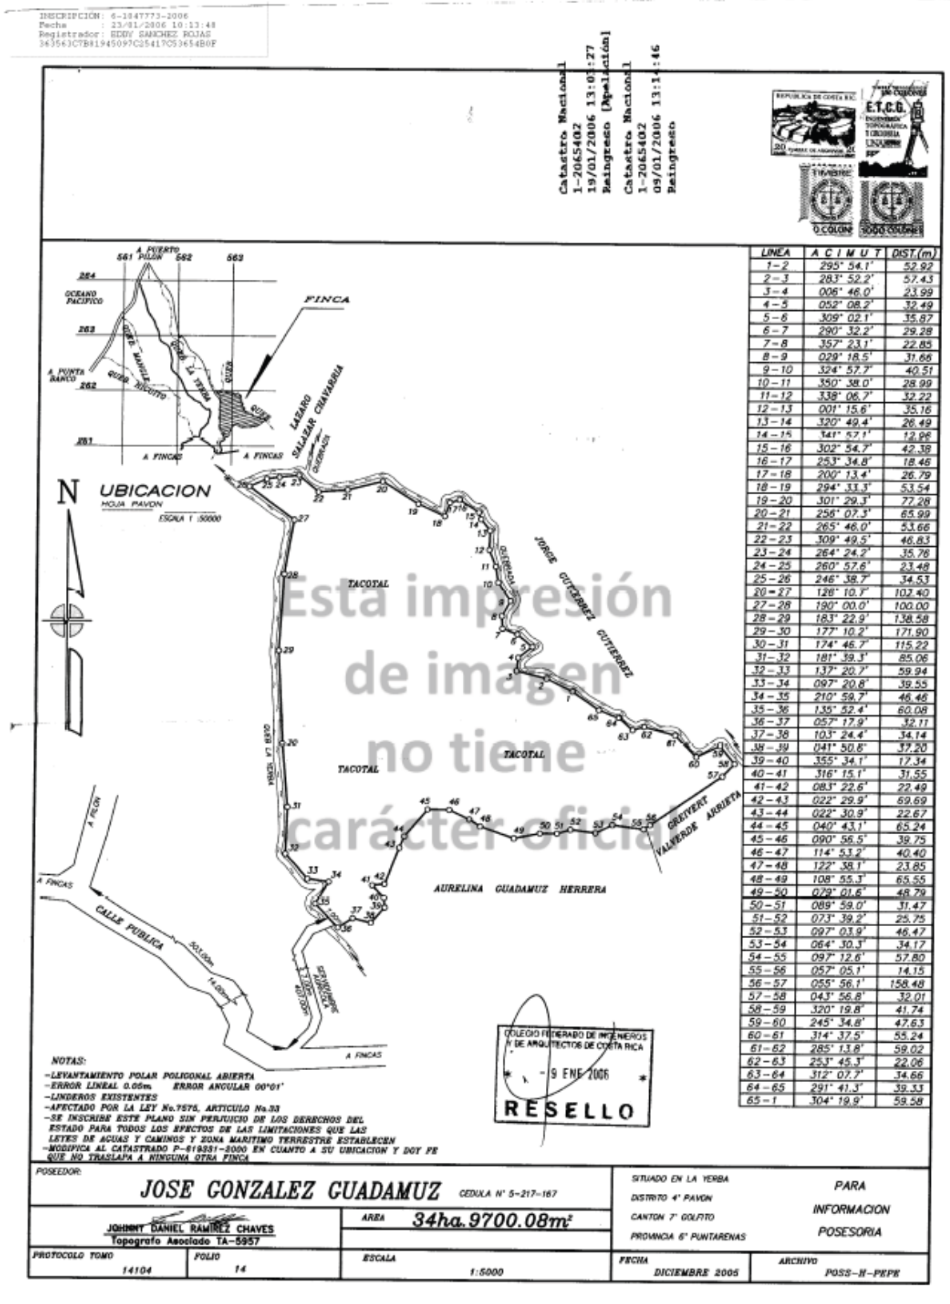 INSCRIPCION: 6-1047773-2006
Fecha : 23/01/2006 10:13:48
Registrador: EDDY SANCHEZ ROJAS
Catastro Nacional
1-2065402
19/01/2006 13:03:27
Reingreso [Apelación]
Catastro Nacional
1-2065402
09/01/2006 13:14:46
Reingreso
REPUBLICA DE COSTA RIC
20
E.T.C.G.
TIMBRE
LINEA A C I M U T DIST.(m)
1-2 295° 54.1' 52.92
2-3 283° 52.2' 57.43
3-4 006° 46.0' 23.99
4-5 052° 08.2' 32.49
5-6 309° 02.1' 35.87
6-7 290° 32.2' 29.28
7-8 357° 23.1' 22.85
8-9 029° 18.5' 31.66
9-10 324° 57.7' 40.51
10-11 350° 38.0' 28.99
11-12 338° 06.7' 32.22
12-13 001° 15.6' 35.16
13-14 320° 49.4' 26.49
14-15 341° 57.1' 12.96
15-16 302° 54.7' 42.38
16-17 253° 34.8' 18.46
17-18 200° 13.4' 26.79
18-19 294° 33.3' 53.54
19-20 301° 29.3' 77.28
20-21 256° 07.3' 65.99
21-22 265° 46.0' 53.66
22-23 309° 49.5' 46.83
23-24 264° 24.2' 35.76
24-25 260° 57.6' 23.48
25-26 246° 38.7' 34.53
20-27 126° 10.7' 102.40
27-28 190° 00.0' 100.00
28-29 183° 22.9' 138.58
29-30 177° 10.2' 171.90
30-31 174° 46.7' 115.22
31-32 181° 39.3' 85.06
32-33 137° 20.7' 59.94
33-34 097° 20.8' 39.55
34-35 210° 59.7' 46.46
35-36 135° 52.4' 60.08
36-37 057° 17.9' 32.11
37-38 103° 24.4' 34.14
38-39 041° 50.6' 37.20
39-40 355° 34.1' 17.34
40-41 316° 15.1' 31.55
41-42 083° 22.6' 22.49
42-43 022° 29.9' 69.69
43-44 022° 30.9' 22.67
44-45 040° 43.1' 65.24
45-46 090° 56.5' 39.75
46-47 114° 53.2' 40.40
47-48 122° 38.1' 23.85
48-49 108° 55.3' 65.55
49-50 079° 01.6' 48.79
50-51 089° 59.0' 31.47
51-52 073° 39.2' 25.75
52-53 097° 03.9' 46.47
53-54 064° 30.3' 34.17
54-55 097° 12.6' 57.80
55-56 057° 05.1' 14.15
56-57 055° 56.1' 158.48
57-58 043° 56.8' 32.01
58-59 320° 19.8' 41.74
59-60 245° 34.8' 47.63
60-61 314° 37.5' 55.24
61-62 285° 13.8' 59.02
62-63 253° 45.3' 22.06
63-64 312° 07.7' 34.66
64-65 291° 41.3' 39.33
65-1 304° 19.9' 59.58
A PUERTO
PILON
561 562 563
264
OCEANO
PACIFICO
263
262
261
A PUNTA
BANCO
QUEB. LA YERBA
A FINCAS A FINCAS
FINCA
N
UBICACION
HOJA PAVON
ESCALA 1 :50000
LAZARO
SALAZAR CHAVARRIA
QUEBRADA
JORGE GUTIERREZ GUTIERREZ
QUEBRADA
TACOTAL
TACOTAL
TACOTAL
QUEB LA YERBA
GREIVERT
VALVERDE ARRIETA
AURELINA GUADAMUZ HERRERA
Esta impresión
de imagen
no tiene
carácter oficial
A PILON
A FINCAS
CALLE PUBLICA
503.00m
14.00m
A FINCAS
COLEGIO FEDERADO DE INGENIEROS
Y DE ARQUITECTOS DE COSTA RICA
* - 9 ENE 2006 *
RESELLO
NOTAS:
-LEVANTAMIENTO POLAR POLIGONAL ABIERTA
-ERROR LINEAL 0.05m ERROR ANGULAR 00°01'
-LINDEROS EXISTENTES
-AFECTADO POR LA LEY No.7575, ARTICULO No.33
-SE INSCRIBE ESTE PLANO SIN PERJUICIO DE LOS DERECHOS DEL
ESTADO PARA TODOS LOS EFECTOS DE LAS LIMITACIONES QUE LAS
LEYES DE AGUAS Y CAMINOS Y ZONA MARITIMO TERRESTRE ESTABLECEN
-MODIFICA AL CATASTRADO P-619331-2000 EN CUANTO A SU UBICACION Y DOY FE
QUE NO TRASLAPA A NINGUNA OTRA FINCA
POSEEDOR:
JOSE GONZALEZ GUADAMUZ CEDULA N° 5-217-167
SITUADO EN LA YERBA
DISTRITO 4° PAVON
CANTON 7° GOLFITO
PROVINCIA 6° PUNTARENAS
PARA
INFORMACION
POSESORIA
JOHNNY DANIEL RAMIREZ CHAVES
Topografo Asociado TA-5957
AREA 34ha.9700.08m²
PROTOCOLO TOMO
14104
FOLIO
14
ESCALA
1:5000
FECHA
DICIEMBRE 2005
ARCHIVO
POSS-H-PEPE